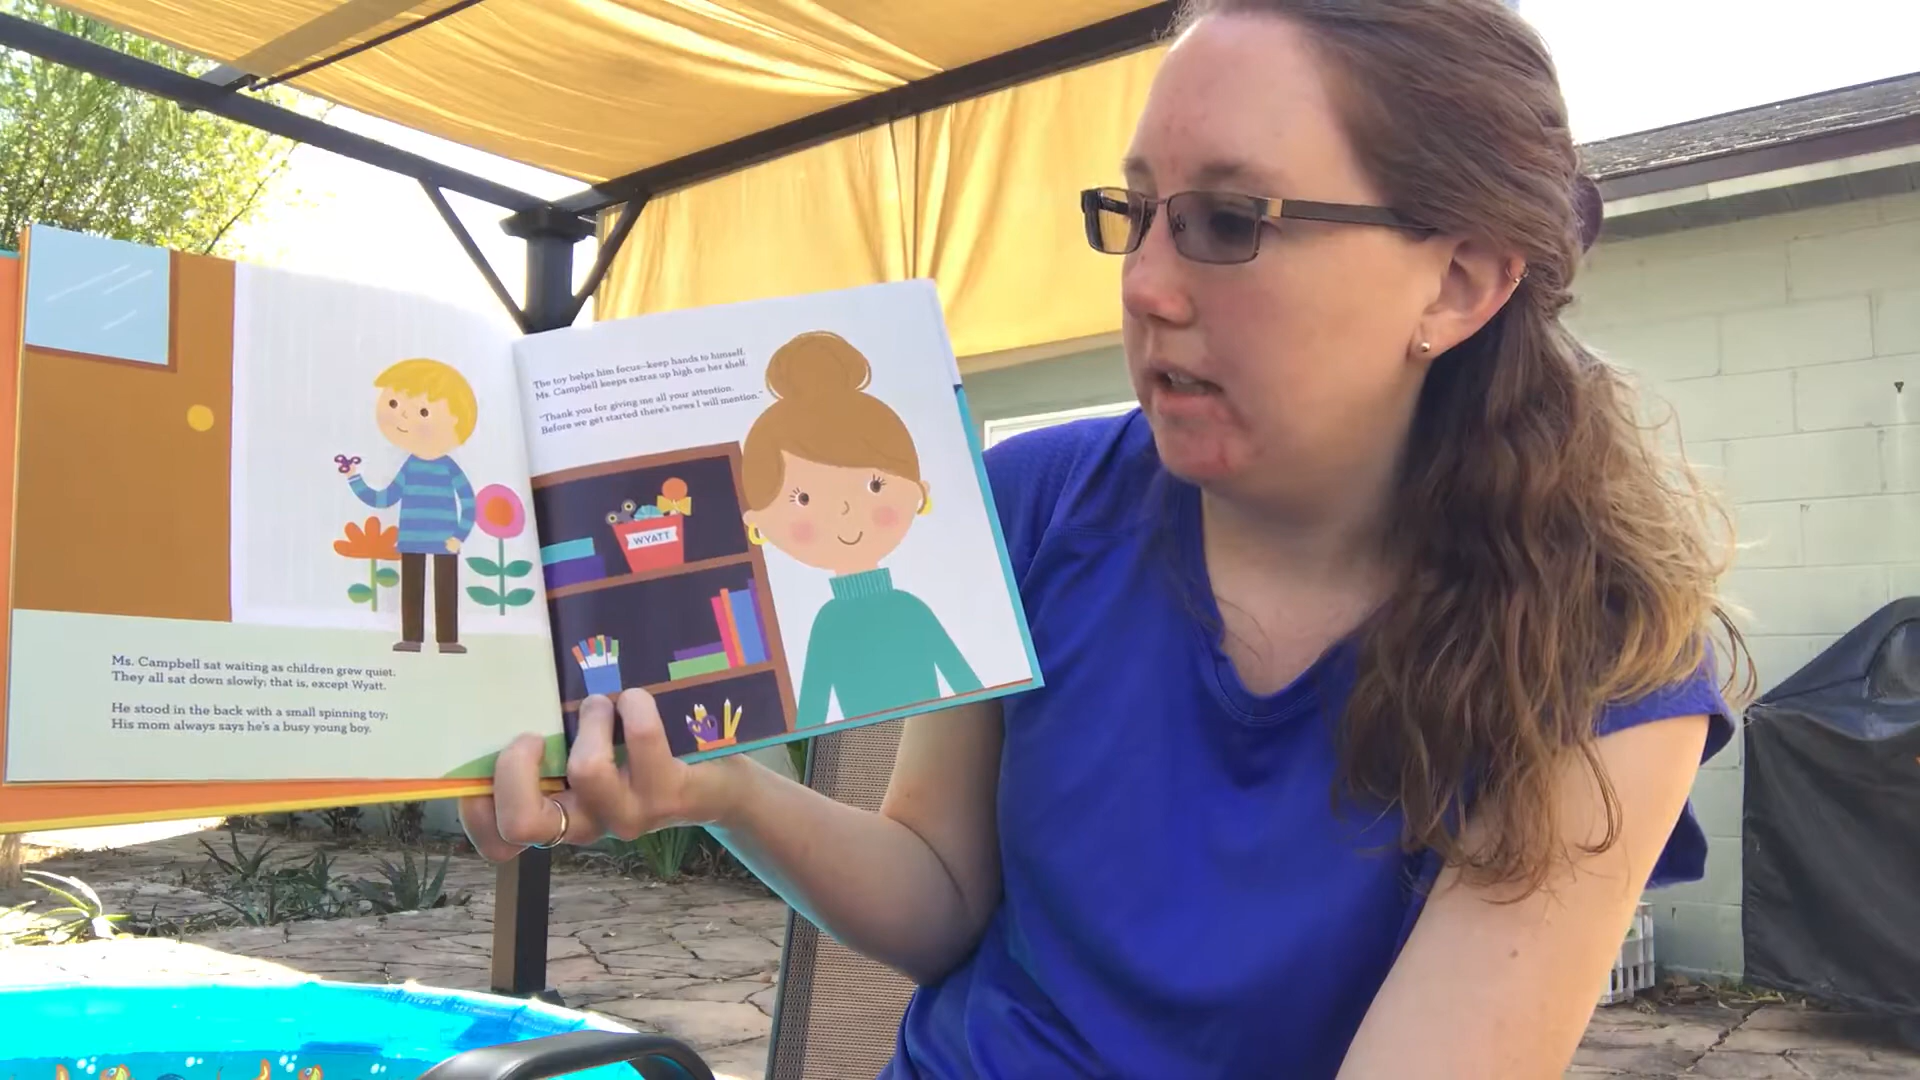 Ms. Campbell sat waiting as children grew quiet.
They all sat down slowly; that is, except Wyatt.
He stood in the back with a small spinning toy;
His mom always says he's a busy young boy.
The toy helps him focus—keep hands to himself.
Ms. Campbell keeps extras up high on her shelf.
"Thank you for giving me all your attention.
Before we get started there's news I will mention."
WYATT